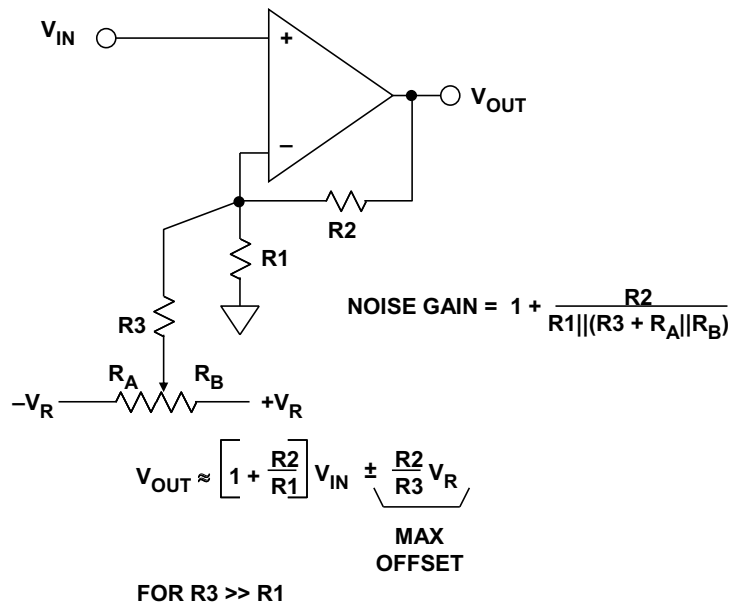 V_IN
+
V_OUT
−
R2
R1
NOISE GAIN = 1 + R2 / R1||(R3 + R_A||R_B)
R3
R_A R_B
−V_R +V_R
V_OUT ≈ [1 + R2/R1] V_IN ± R2/R3 V_R
MAX
OFFSET
FOR R3 >> R1